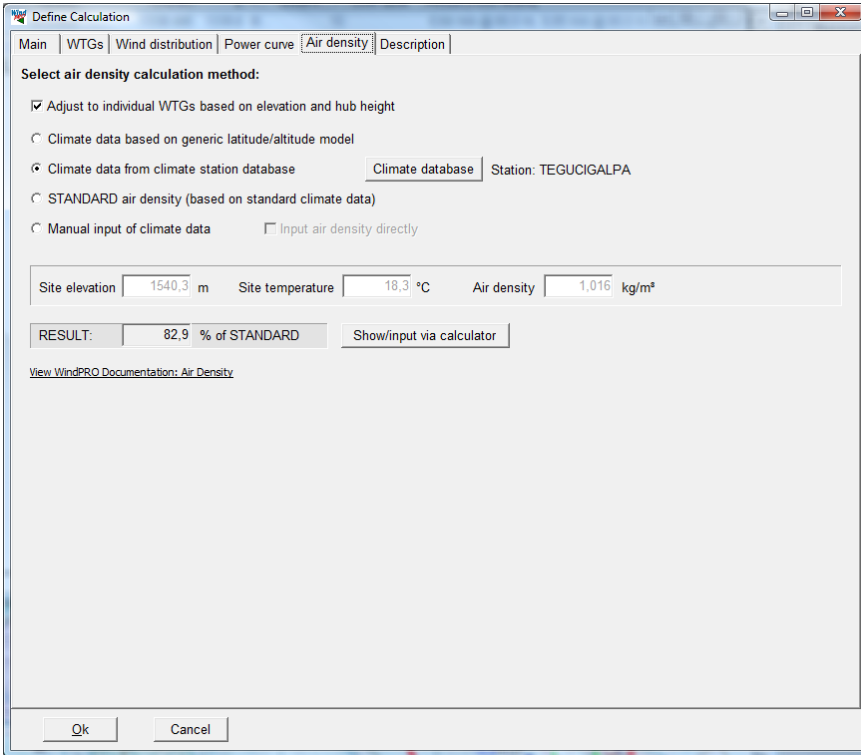 Wind
Define Calculation
Main WTGs Wind distribution Power curve Air density Description
Select air density calculation method:
Adjust to individual WTGs based on elevation and hub height
Climate data based on generic latitude/altitude model
Climate data from climate station database Climate database Station: TEGUCIGALPA
STANDARD air density (based on standard climate data)
Manual input of climate data Input air density directly
Site elevation 1540,3 m Site temperature 18,3 °C Air density 1,016 kg/m³
RESULT: 82,9 % of STANDARD Show/input via calculator
View WindPRO Documentation: Air Density
Ok Cancel